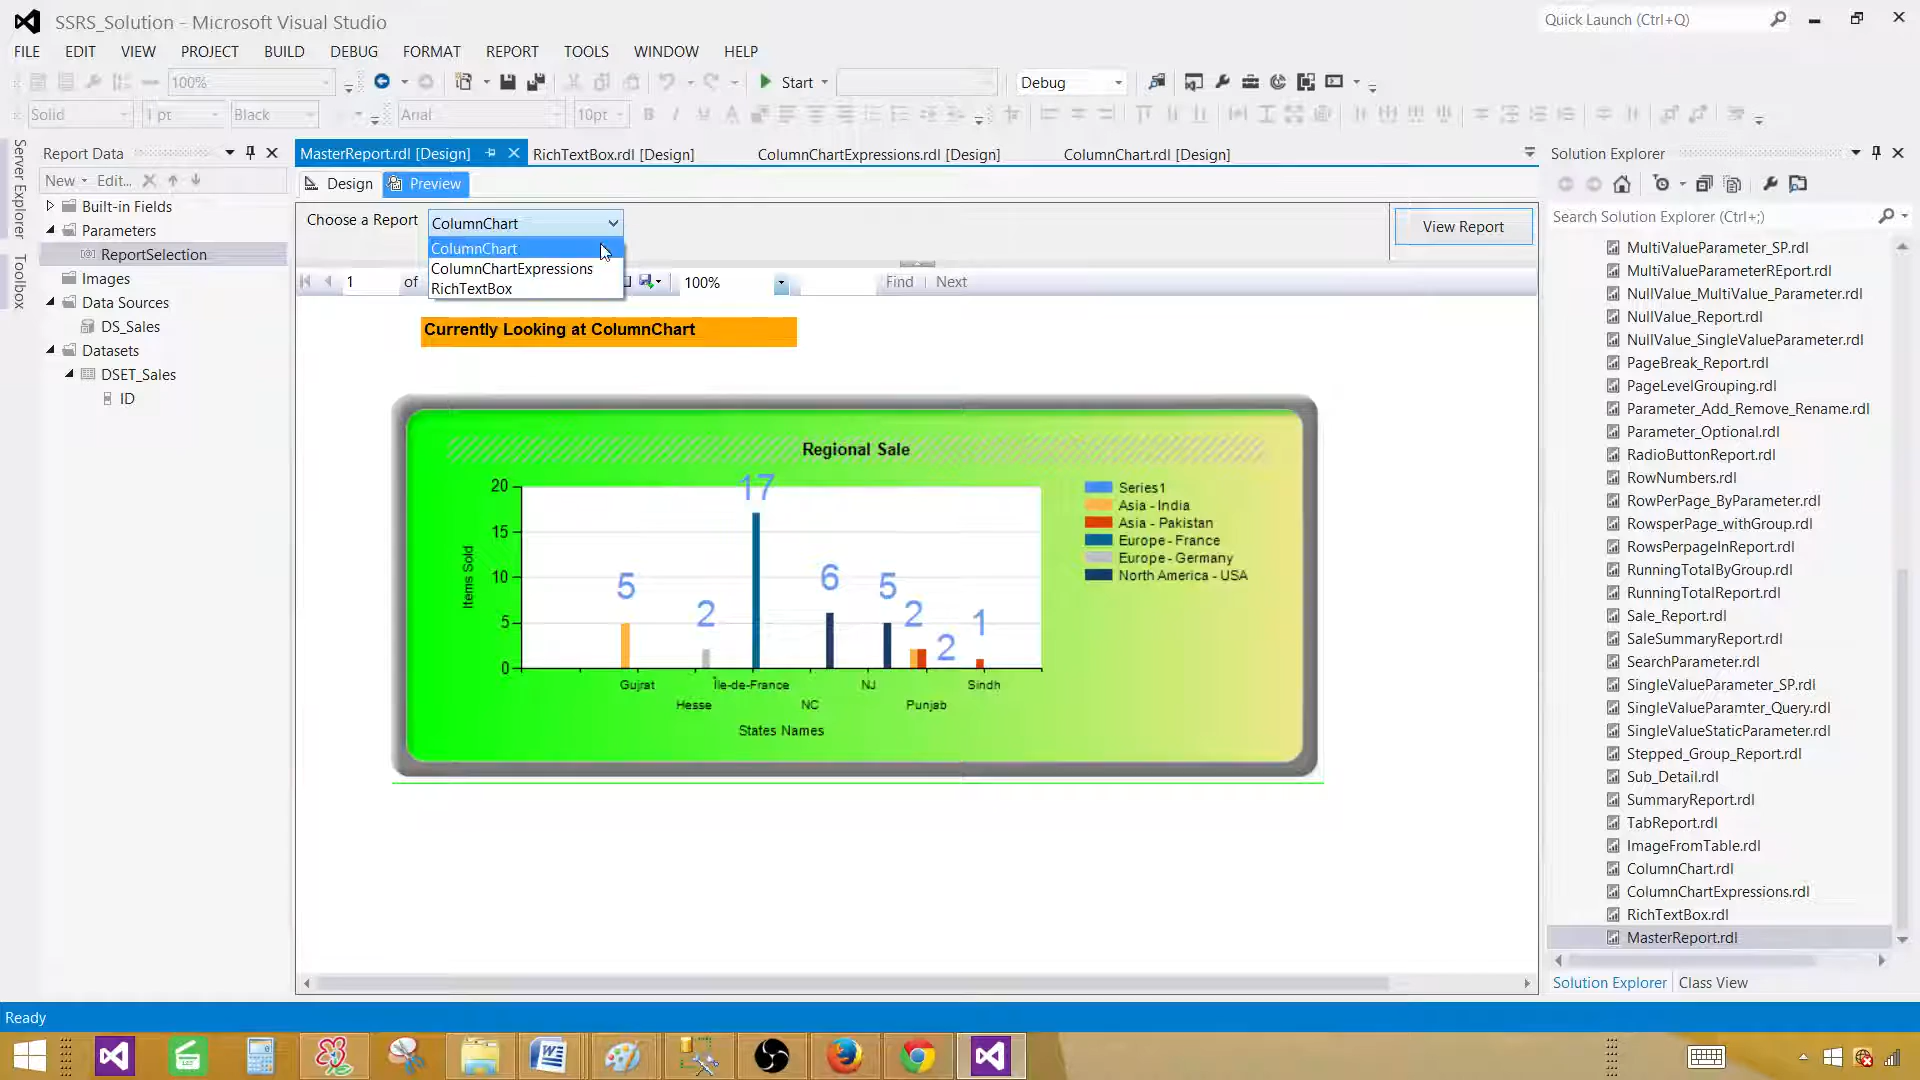 SSRS_Solution - Microsoft Visual Studio
Quick Launch (Ctrl+Q)
FILE EDIT VIEW PROJECT BUILD DEBUG FORMAT REPORT TOOLS WINDOW HELP
100% Start Debug
Solid 1 pt Black Arial 10pt B I U A
Server Explorer
Toolbox
Report Data
New Edit...
Built-in Fields
Parameters
ReportSelection
Images
Data Sources
DS_Sales
Datasets
DSET_Sales
ID
MasterReport.rdl [Design] RichTextBox.rdl [Design] ColumnChartExpressions.rdl [Design] ColumnChart.rdl [Design]
Design Preview
Choose a Report ColumnChart View Report
ColumnChart
ColumnChartExpressions
RichTextBox
1 of 100% Find Next
Currently Looking at ColumnChart
Regional Sale
Items Sold
20
15
10
5
0
5
2
17
6
5
2
2
1
Gujrat
Hesse
Île-de-France
NC
NJ
Punjab
Sindh
States Names
Series1
Asia - India
Asia - Pakistan
Europe - France
Europe - Germany
North America - USA
Solution Explorer
Search Solution Explorer (Ctrl+;)
MultiValueParameter_SP.rdl
MultiValueParameterREport.rdl
NullValue_MultiValue_Parameter.rdl
NullValue_Report.rdl
NullValue_SingleValueParameter.rdl
PageBreak_Report.rdl
PageLevelGrouping.rdl
Parameter_Add_Remove_Rename.rdl
Parameter_Optional.rdl
RadioButtonReport.rdl
RowNumbers.rdl
RowPerPage_ByParameter.rdl
RowsperPage_withGroup.rdl
RowsPerpageInReport.rdl
RunningTotalByGroup.rdl
RunningTotalReport.rdl
Sale_Report.rdl
SaleSummaryReport.rdl
SearchParameter.rdl
SingleValueParameter_SP.rdl
SingleValueParamter_Query.rdl
SingleValueStaticParameter.rdl
Stepped_Group_Report.rdl
Sub_Detail.rdl
SummaryReport.rdl
TabReport.rdl
ImageFromTable.rdl
ColumnChart.rdl
ColumnChartExpressions.rdl
RichTextBox.rdl
MasterReport.rdl
Solution Explorer Class View
Ready